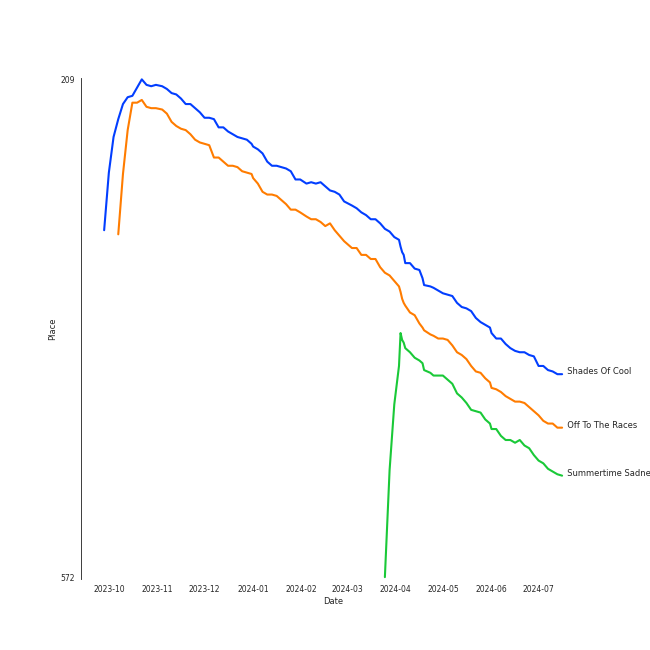 209
Place
Shades Of Cool
Off To The Races
Summertime Sadne
572
2023-10 2023-11 2023-12 2024-01 2024-02 2024-03 2024-04 2024-05 2024-06 2024-07
Date